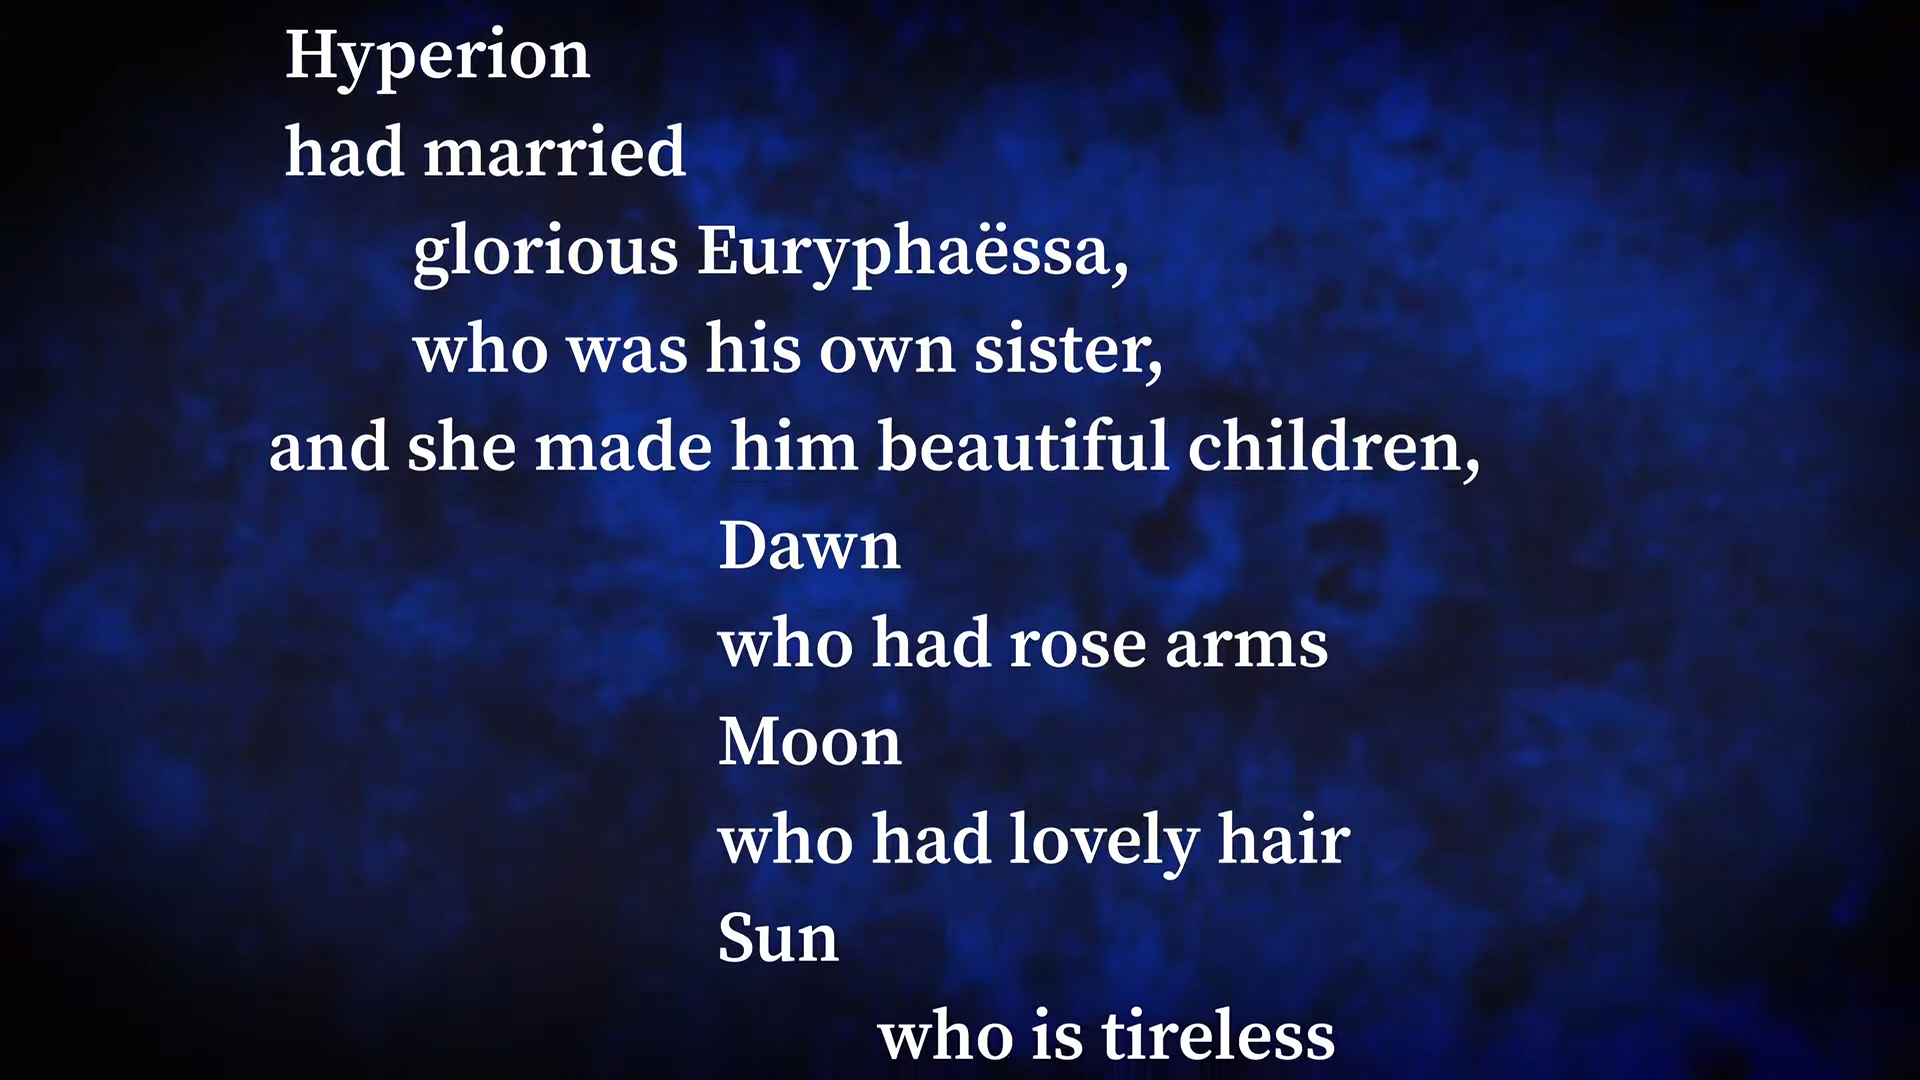 Hyperion
had married
glorious Euryphaëssa,
who was his own sister,
and she made him beautiful children,
Dawn
who had rose arms
Moon
who had lovely hair
Sun
who is tireless